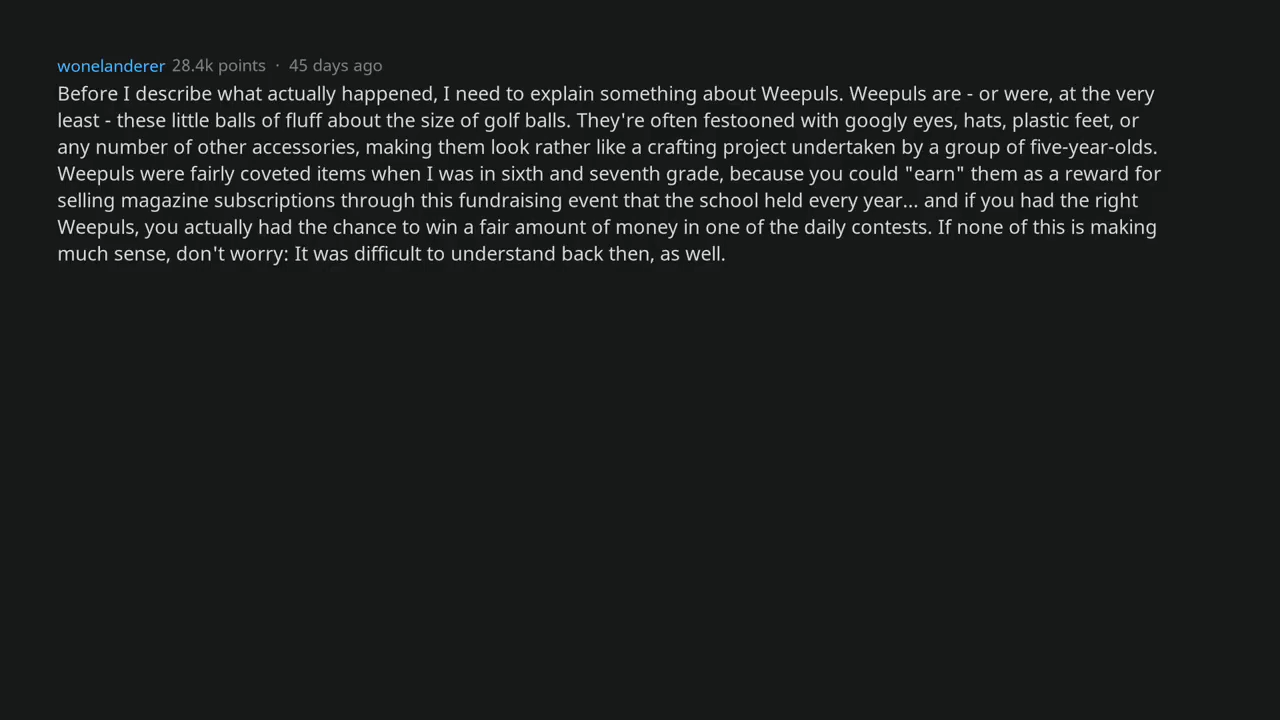 wonelanderer 28.4k points · 45 days ago
Before I describe what actually happened, I need to explain something about Weepuls. Weepuls are - or were, at the very
least - these little balls of fluff about the size of golf balls. They're often festooned with googly eyes, hats, plastic feet, or
any number of other accessories, making them look rather like a crafting project undertaken by a group of five-year-olds.
Weepuls were fairly coveted items when I was in sixth and seventh grade, because you could "earn" them as a reward for
selling magazine subscriptions through this fundraising event that the school held every year... and if you had the right
Weepuls, you actually had the chance to win a fair amount of money in one of the daily contests. If none of this is making
much sense, don't worry: It was difficult to understand back then, as well.